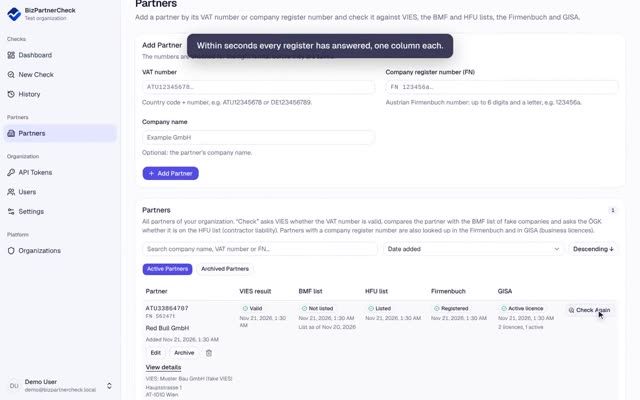 BizPartnerCheck
Test organization
Checks
Dashboard
New Check
History
Partners
Partners
Organization
API Tokens
Users
Settings
Platform
Organizations
DU
Demo User
demo@bizpartnercheck.local
Partners
Add a partner by its VAT number or company register number and check it against VIES, the BMF and HFU lists, the Firmenbuch and GISA.
Within seconds every register has answered, one column each.
Add Partner
VAT number
ATU12345678…
Country code + number, e.g. ATU12345678 or DE123456789.
Company register number (FN)
FN 123456a…
Austrian Firmenbuch number: up to 6 digits and a letter, e.g. 123456a.
Company name
Example GmbH
Optional: the partner's company name.
+ Add Partner
Partners
1
All partners of your organization. "Check" asks VIES whether the VAT number is valid, compares the partner with the BMF list of fake companies and asks the ÖGK
whether it is on the HFU list (contractor liability). Partners with a company register number are also looked up in the Firmenbuch and in GISA (business licences).
Search company name, VAT number or FN…
Date added
Descending ↓
Active Partners
Archived Partners
Partner
VIES result
BMF list
HFU list
Firmenbuch
GISA
ATU33864707
FN 56247t
Red Bull GmbH
Added Nov 21, 2026, 1:30 AM
Valid
Nov 21, 2026, 1:30
AM
Not listed
Nov 21, 2026, 1:30 AM
List as of Nov 20, 2026
Listed
Nov 21, 2026, 1:30 AM
Registered
Nov 21, 2026, 1:30 AM
Active licence
Nov 21, 2026, 1:30 AM
2 licences, 1 active
Check Again
Edit
Archive
View details
VIES: Muster Bau GmbH (fake VIES)
Hauptstrasse 1
AT-1010 Wien